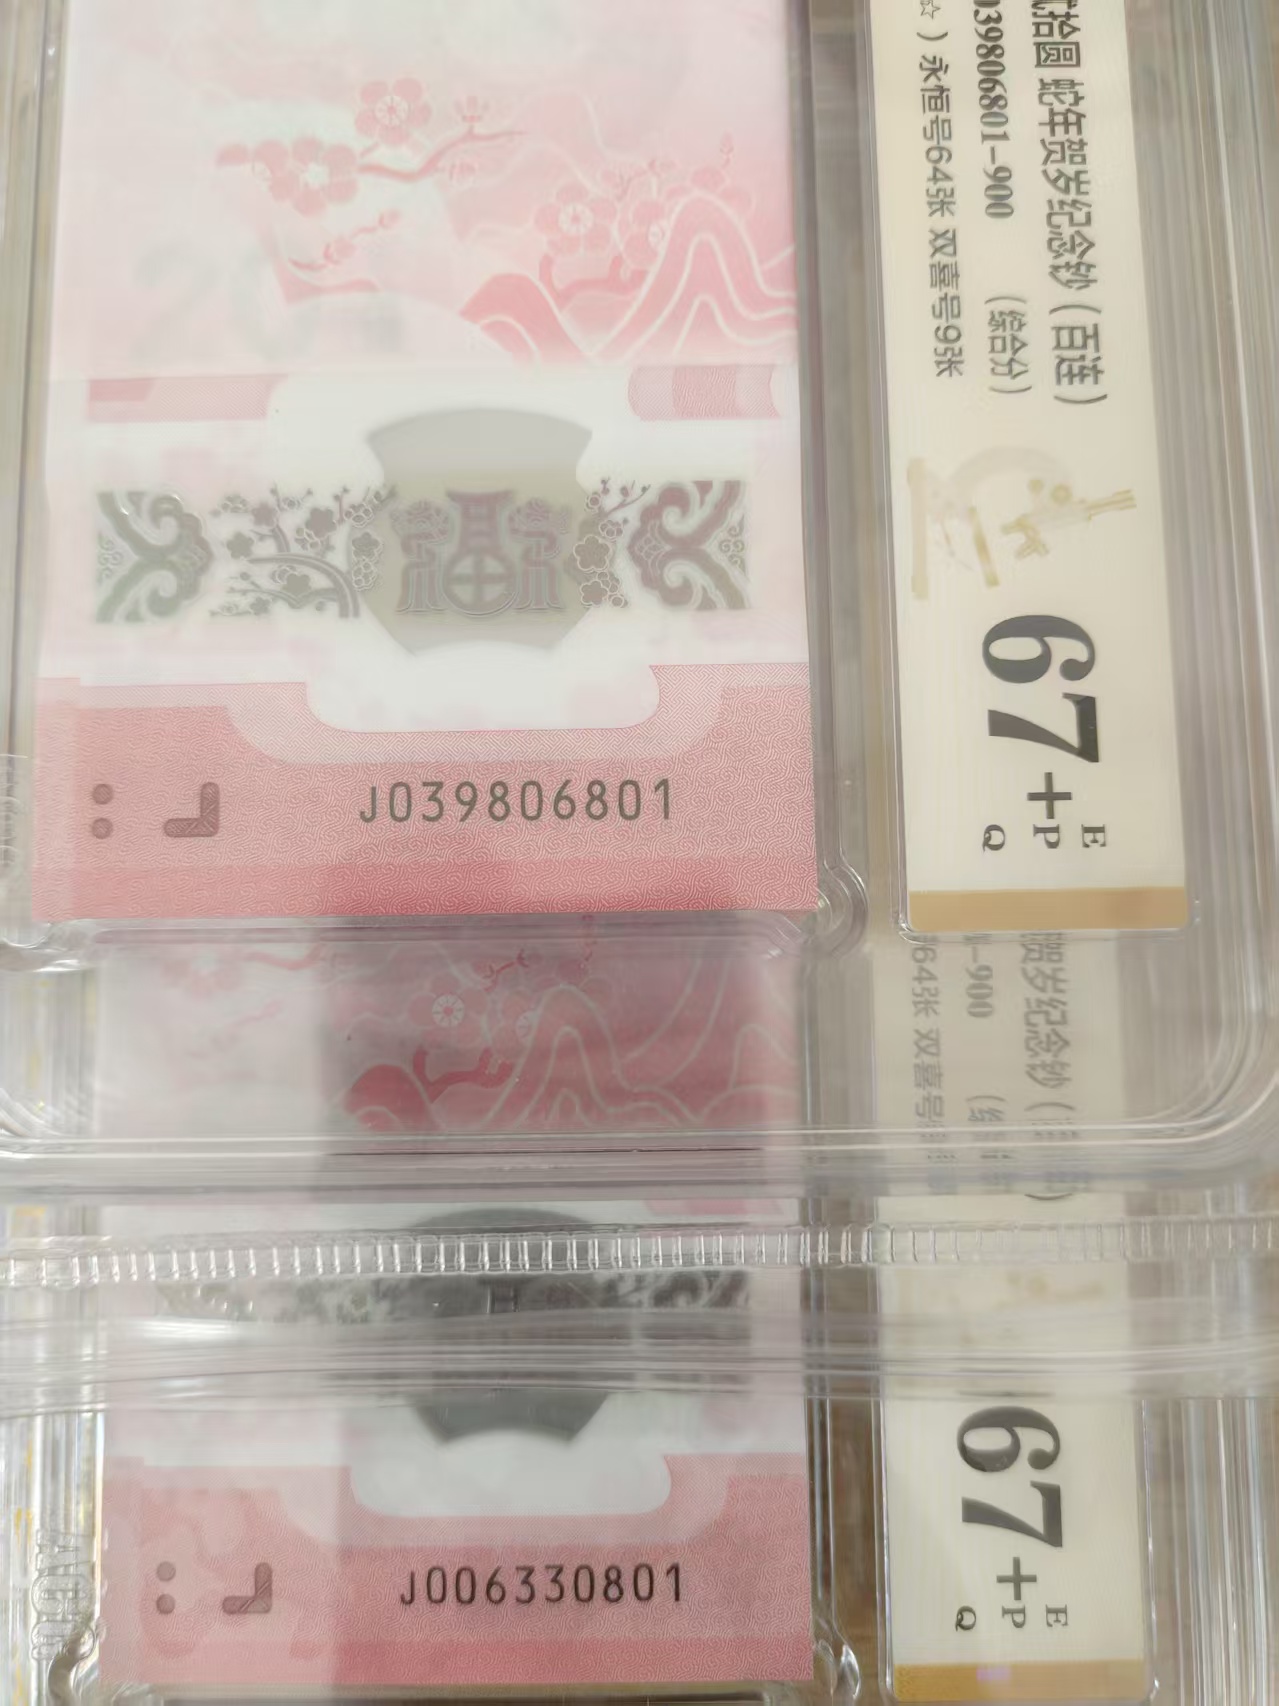 贰拾圆 蛇年贺岁纪念钞（百连）
039806801-900 （综合分）
☆）永恒号64张 双喜号9张
67+
E
P
Q
J039806801
贺岁纪念钞（
-900
64张 双喜号
67+
E
P
Q
J006330801
ACG